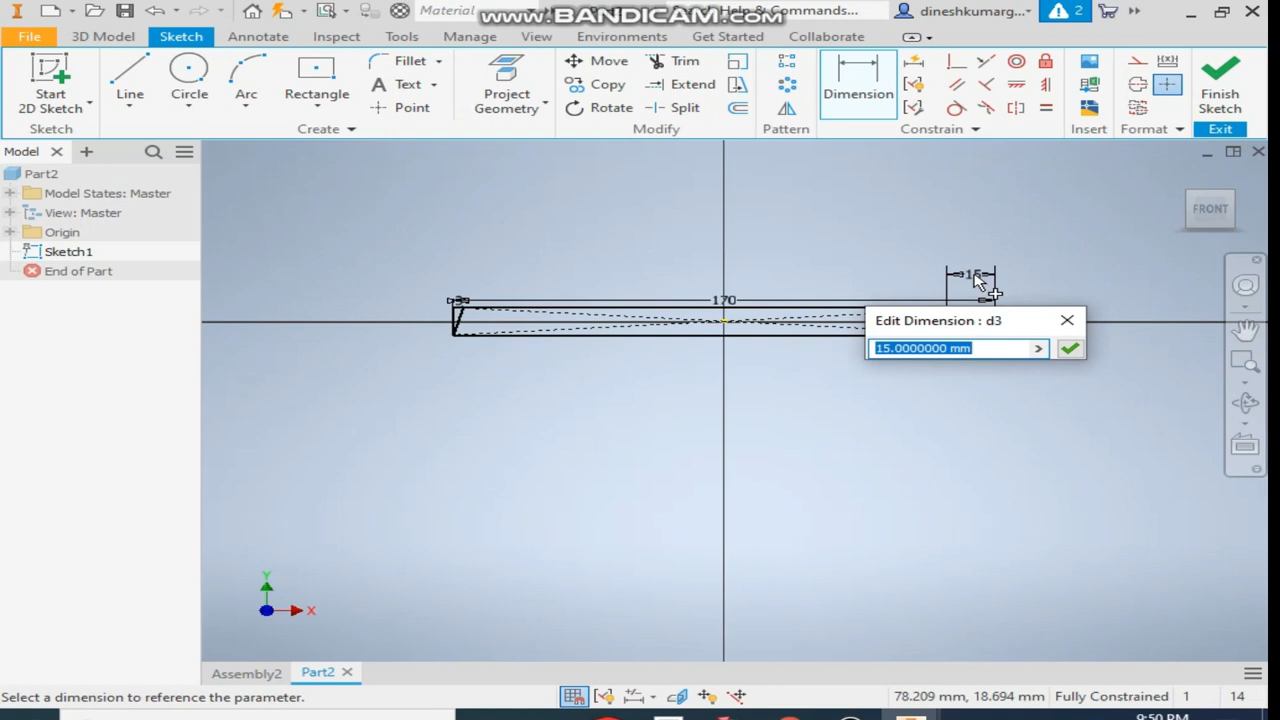 Material
www.BANDICAM.com
Help & Commands...
dineshkumarg...
2
File
3D Model
Sketch
Annotate
Inspect
Tools
Manage
View
Environments
Get Started
Collaborate
Start
2D Sketch
Line
Circle
Arc
Rectangle
Fillet
Text
Point
Project
Geometry
Move
Copy
Rotate
Trim
Extend
Split
Dimension
Finish
Sketch
Sketch
Create
Modify
Pattern
Constrain
Insert
Format
Exit
Model
Part2
Model States: Master
View: Master
Origin
Sketch1
End of Part
FRONT
15
3
170
Edit Dimension : d3
15.0000000 mm
Y
X
Assembly2
Part2
Select a dimension to reference the parameter.
78.209 mm, 18.694 mm
Fully Constrained
1
14
9:50 PM